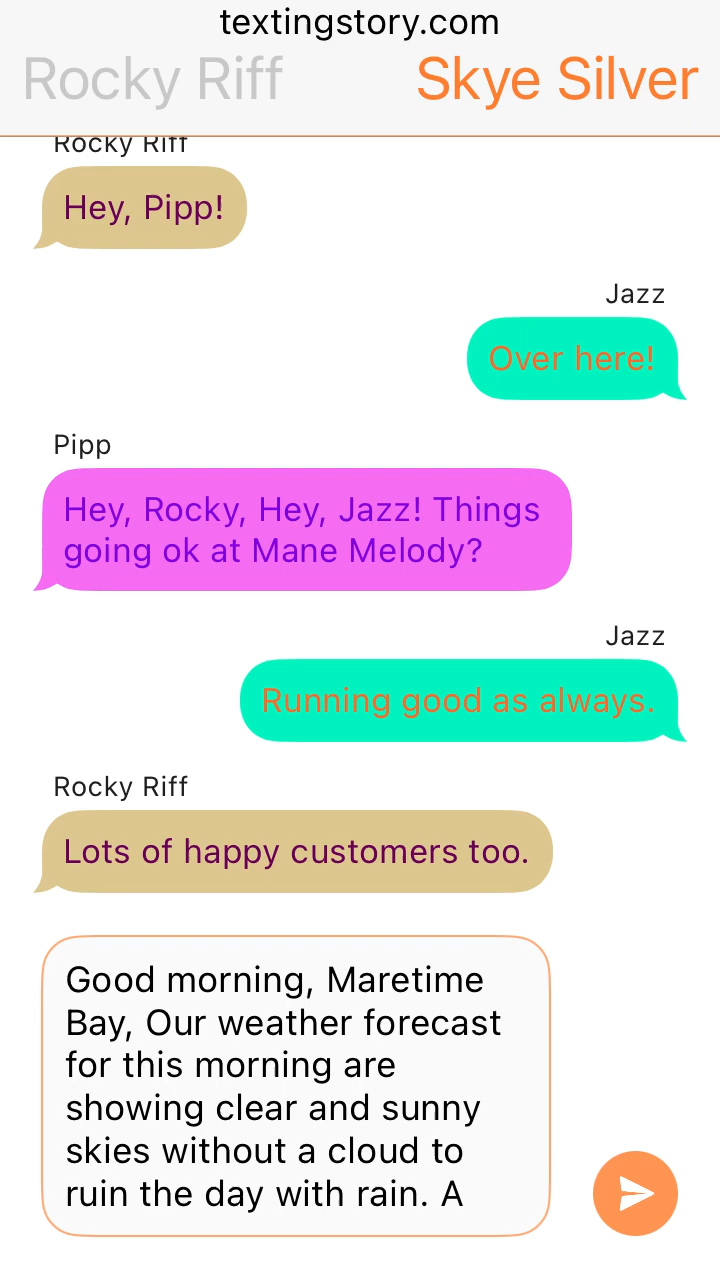 textingstory.com
Rocky Riff
Skye Silver
Rocky Riff
Hey, Pipp!
Jazz
Over here!
Pipp
Hey, Rocky, Hey, Jazz! Things
going ok at Mane Melody?
Jazz
Running good as always.
Rocky Riff
Lots of happy customers too.
Good morning, Maretime
Bay, Our weather forecast
for this morning are
showing clear and sunny
skies without a cloud to
ruin the day with rain. A